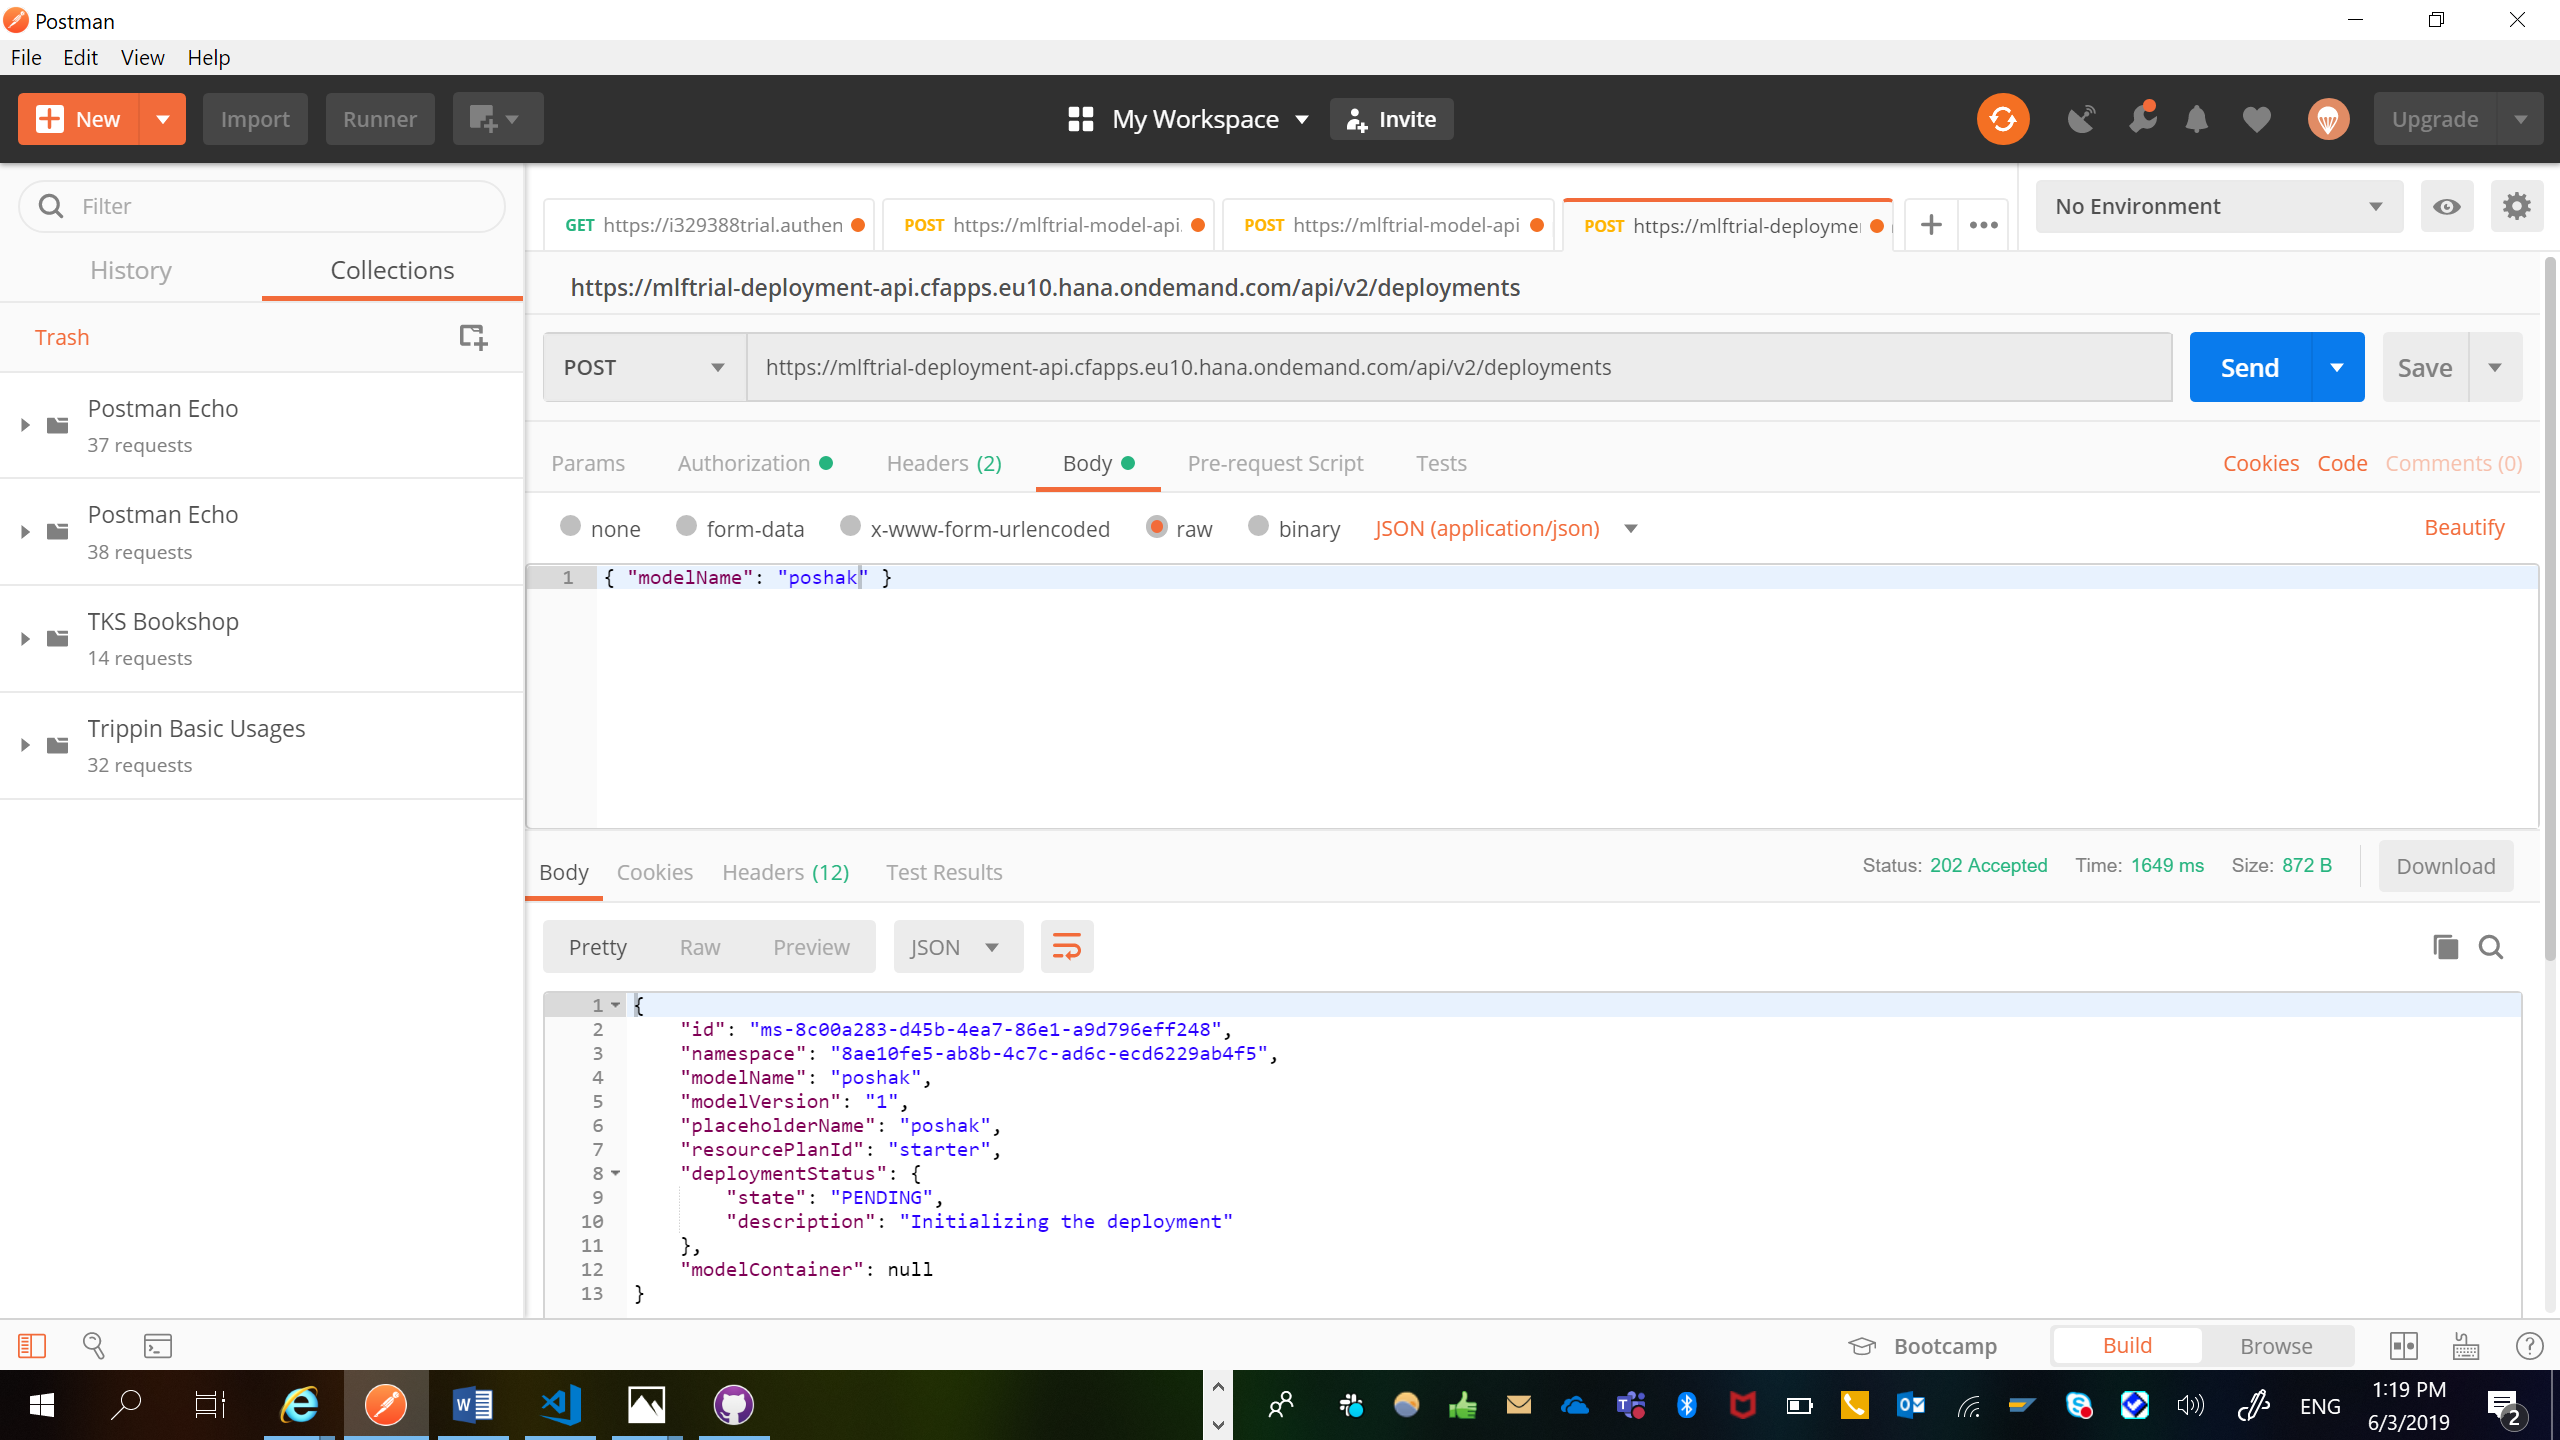 Postman
File Edit View Help
New Import Runner My Workspace Invite Upgrade
Filter
History Collections
Trash
Postman Echo
37 requests
Postman Echo
38 requests
TKS Bookshop
14 requests
Trippin Basic Usages
32 requests
GET https://i329388trial.authen POST https://mlftrial-model-api. POST https://mlftrial-model-api POST https://mlftrial-deployme
No Environment
https://mlftrial-deployment-api.cfapps.eu10.hana.ondemand.com/api/v2/deployments
POST https://mlftrial-deployment-api.cfapps.eu10.hana.ondemand.com/api/v2/deployments Send Save
Params Authorization Headers (2) Body Pre-request Script Tests Cookies Code Comments (0)
none form-data x-www-form-urlencoded raw binary JSON (application/json) Beautify
1 { "modelName": "poshak" }
Body Cookies Headers (12) Test Results Status: 202 Accepted Time: 1649 ms Size: 872 B Download
Pretty Raw Preview JSON
1 {
2 "id": "ms-8c00a283-d45b-4ea7-86e1-a9d796eff248",
3 "namespace": "8ae10fe5-ab8b-4c7c-ad6c-ecd6229ab4f5",
4 "modelName": "poshak",
5 "modelVersion": "1",
6 "placeholderName": "poshak",
7 "resourcePlanId": "starter",
8 "deploymentStatus": {
9 "state": "PENDING",
10 "description": "Initializing the deployment"
11 },
12 "modelContainer": null
13 }
Bootcamp Build Browse
ENG
1:19 PM
6/3/2019
2